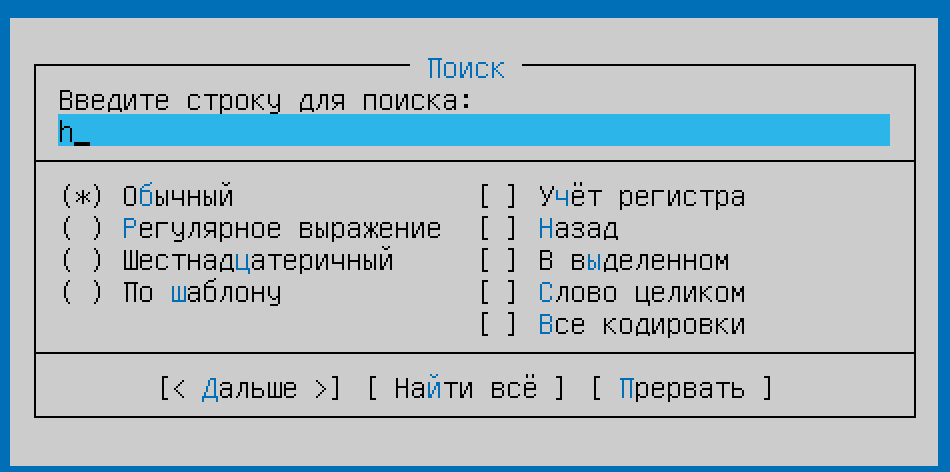 Поиск
Введите строку для поиска:
h_
(*) Обычный [ ] Учёт регистра
( ) Регулярное выражение [ ] Назад
( ) Шестнадцатеричный [ ] В выделенном
( ) По шаблону [ ] Слово целиком
[ ] Все кодировки
[< Дальше >] [ Найти всё ] [ Прервать ]